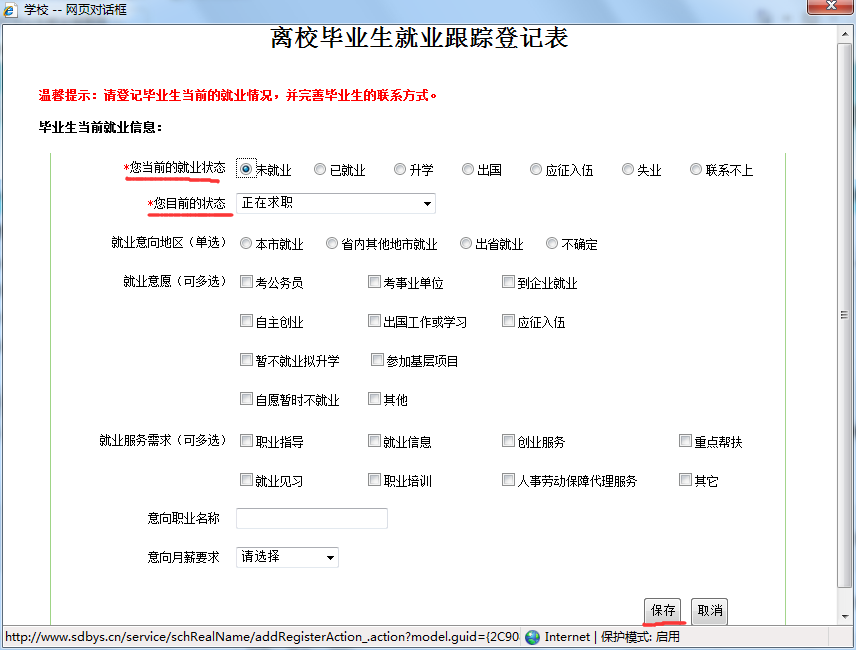 学校 -- 网页对话框
离校毕业生就业跟踪登记表
温馨提示：请登记毕业生当前的就业情况，并完善毕业生的联系方式。
毕业生当前就业信息：
*您当前的就业状态 未就业 已就业 升学 出国 应征入伍 失业 联系不上
*您目前的状态 正在求职
就业意向地区（单选） 本市就业 省内其他地市就业 出省就业 不确定
就业意愿（可多选） 考公务员 考事业单位 到企业就业
自主创业 出国工作或学习 应征入伍
暂不就业拟升学 参加基层项目
自愿暂时不就业 其他
就业服务需求（可多选） 职业指导 就业信息 创业服务 重点帮扶
就业见习 职业培训 人事劳动保障代理服务 其它
意向职业名称
意向月薪要求 请选择
保存 取消
http://www.sdbys.cn/service/schRealName/addRegisterAction_.action?model.guid={2C90 Internet | 保护模式: 启用